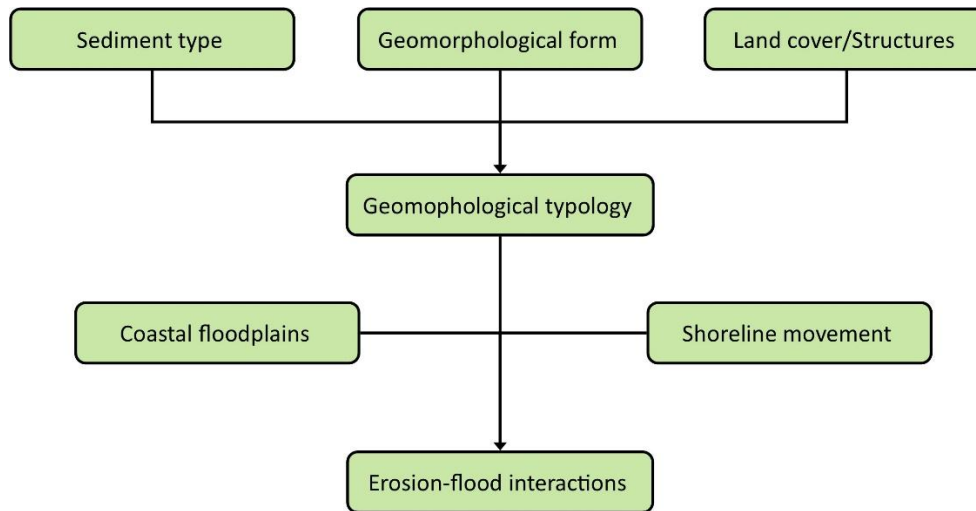 Sediment type
Geomorphological form
Land cover/Structures
Geomophological typology
Coastal floodplains
Shoreline movement
Erosion-flood interactions